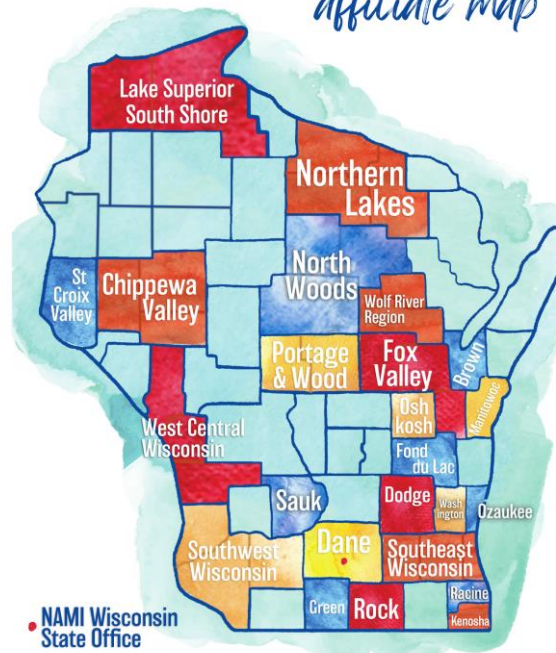 affiliate map
Lake Superior
South Shore
Northern
Lakes
North
Woods
St
Croix
Valley
Chippewa
Valley
Wolf River
Region
Portage
& Wood
Fox
Valley
Brown
Manitowoc
Osh
kosh
West Central
Wisconsin
Fond
du Lac
Sauk
Dodge
Wash
ington
Ozaukee
Southwest
Wisconsin
Dane
Southeast
Wisconsin
Green
Rock
Racine
Kenosha
NAMI Wisconsin
State Office